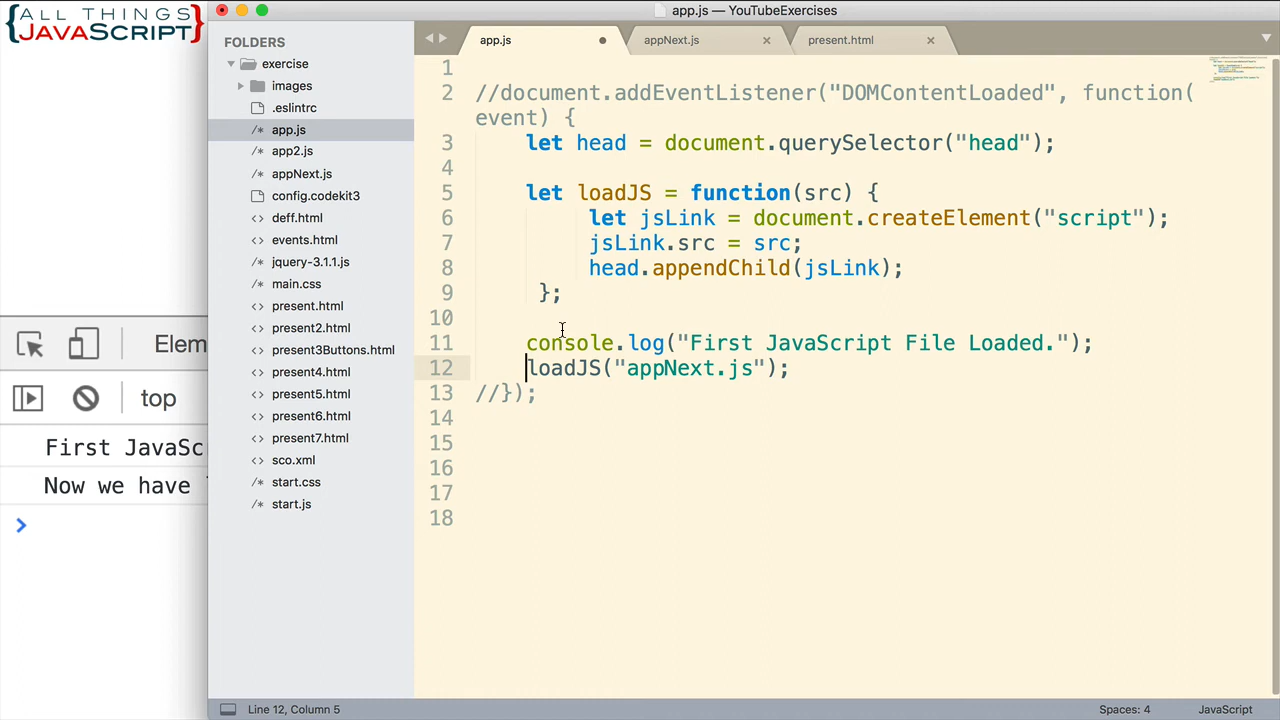 ALL THINGS
JAVASCRIPT
app.js — YouTubeExercises
FOLDERS
exercise
images
.eslintrc
app.js
app2.js
appNext.js
config.codekit3
deff.html
events.html
jquery-3.1.1.js
main.css
present.html
present2.html
present3Buttons.html
present4.html
present5.html
present6.html
present7.html
sco.xml
start.css
start.js
app.js
appNext.js
present.html
1
2 //document.addEventListener("DOMContentLoaded", function(
event) {
3 let head = document.querySelector("head");
4
5 let loadJS = function(src) {
6 let jsLink = document.createElement("script");
7 jsLink.src = src;
8 head.appendChild(jsLink);
9 };
10
11 console.log("First JavaScript File Loaded.");
12 loadJS("appNext.js");
13 //});
14
15
16
17
18
Elem
top
First JavaSc
Now we have
Line 12, Column 5
Spaces: 4
JavaScript